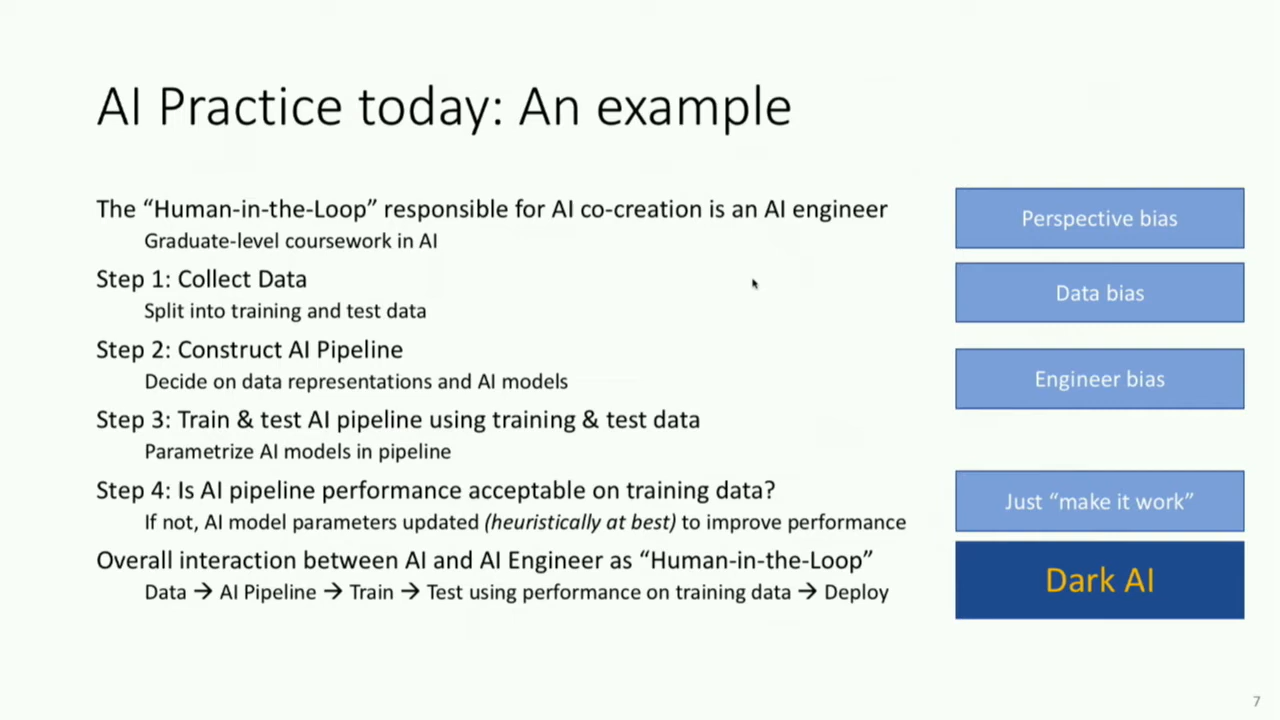 AI Practice today: An example
The “Human-in-the-Loop” responsible for AI co-creation is an AI engineer
Graduate-level coursework in AI
Step 1: Collect Data
Split into training and test data
Step 2: Construct AI Pipeline
Decide on data representations and AI models
Step 3: Train & test AI pipeline using training & test data
Parametrize AI models in pipeline
Step 4: Is AI pipeline performance acceptable on training data?
If not, AI model parameters updated (heuristically at best) to improve performance
Overall interaction between AI and AI Engineer as “Human-in-the-Loop”
Data → AI Pipeline → Train → Test using performance on training data → Deploy
Perspective bias
Data bias
Engineer bias
Just “make it work”
Dark AI
7